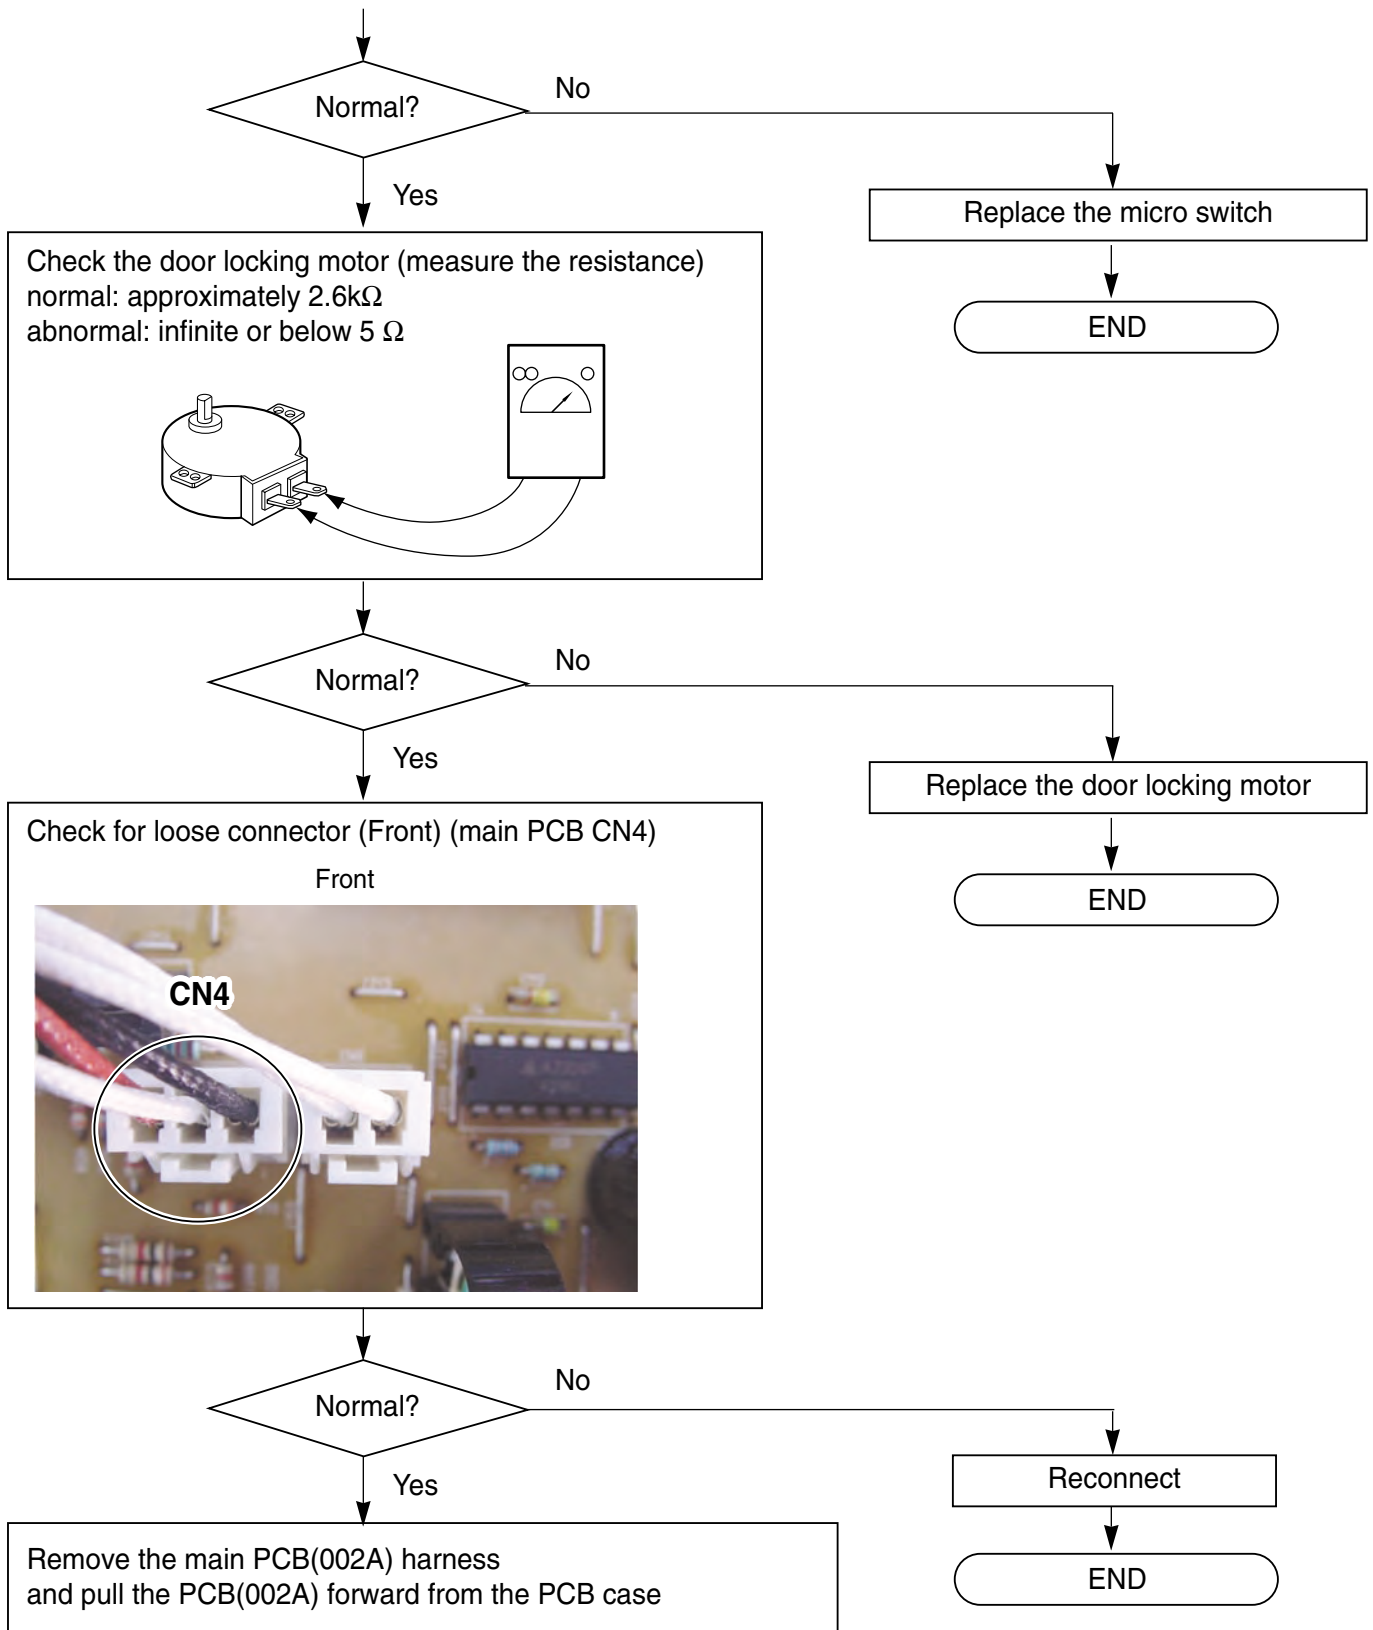 Normal?
No
Yes
Replace the micro switch
END
Check the door locking motor (measure the resistance)
normal: approximately 2.6kΩ
abnormal: infinite or below 5 Ω
Normal?
No
Yes
Replace the door locking motor
END
Check for loose connector (Front) (main PCB CN4)
Front
CN4
Normal?
No
Yes
Reconnect
END
Remove the main PCB(002A) harness
and pull the PCB(002A) forward from the PCB case